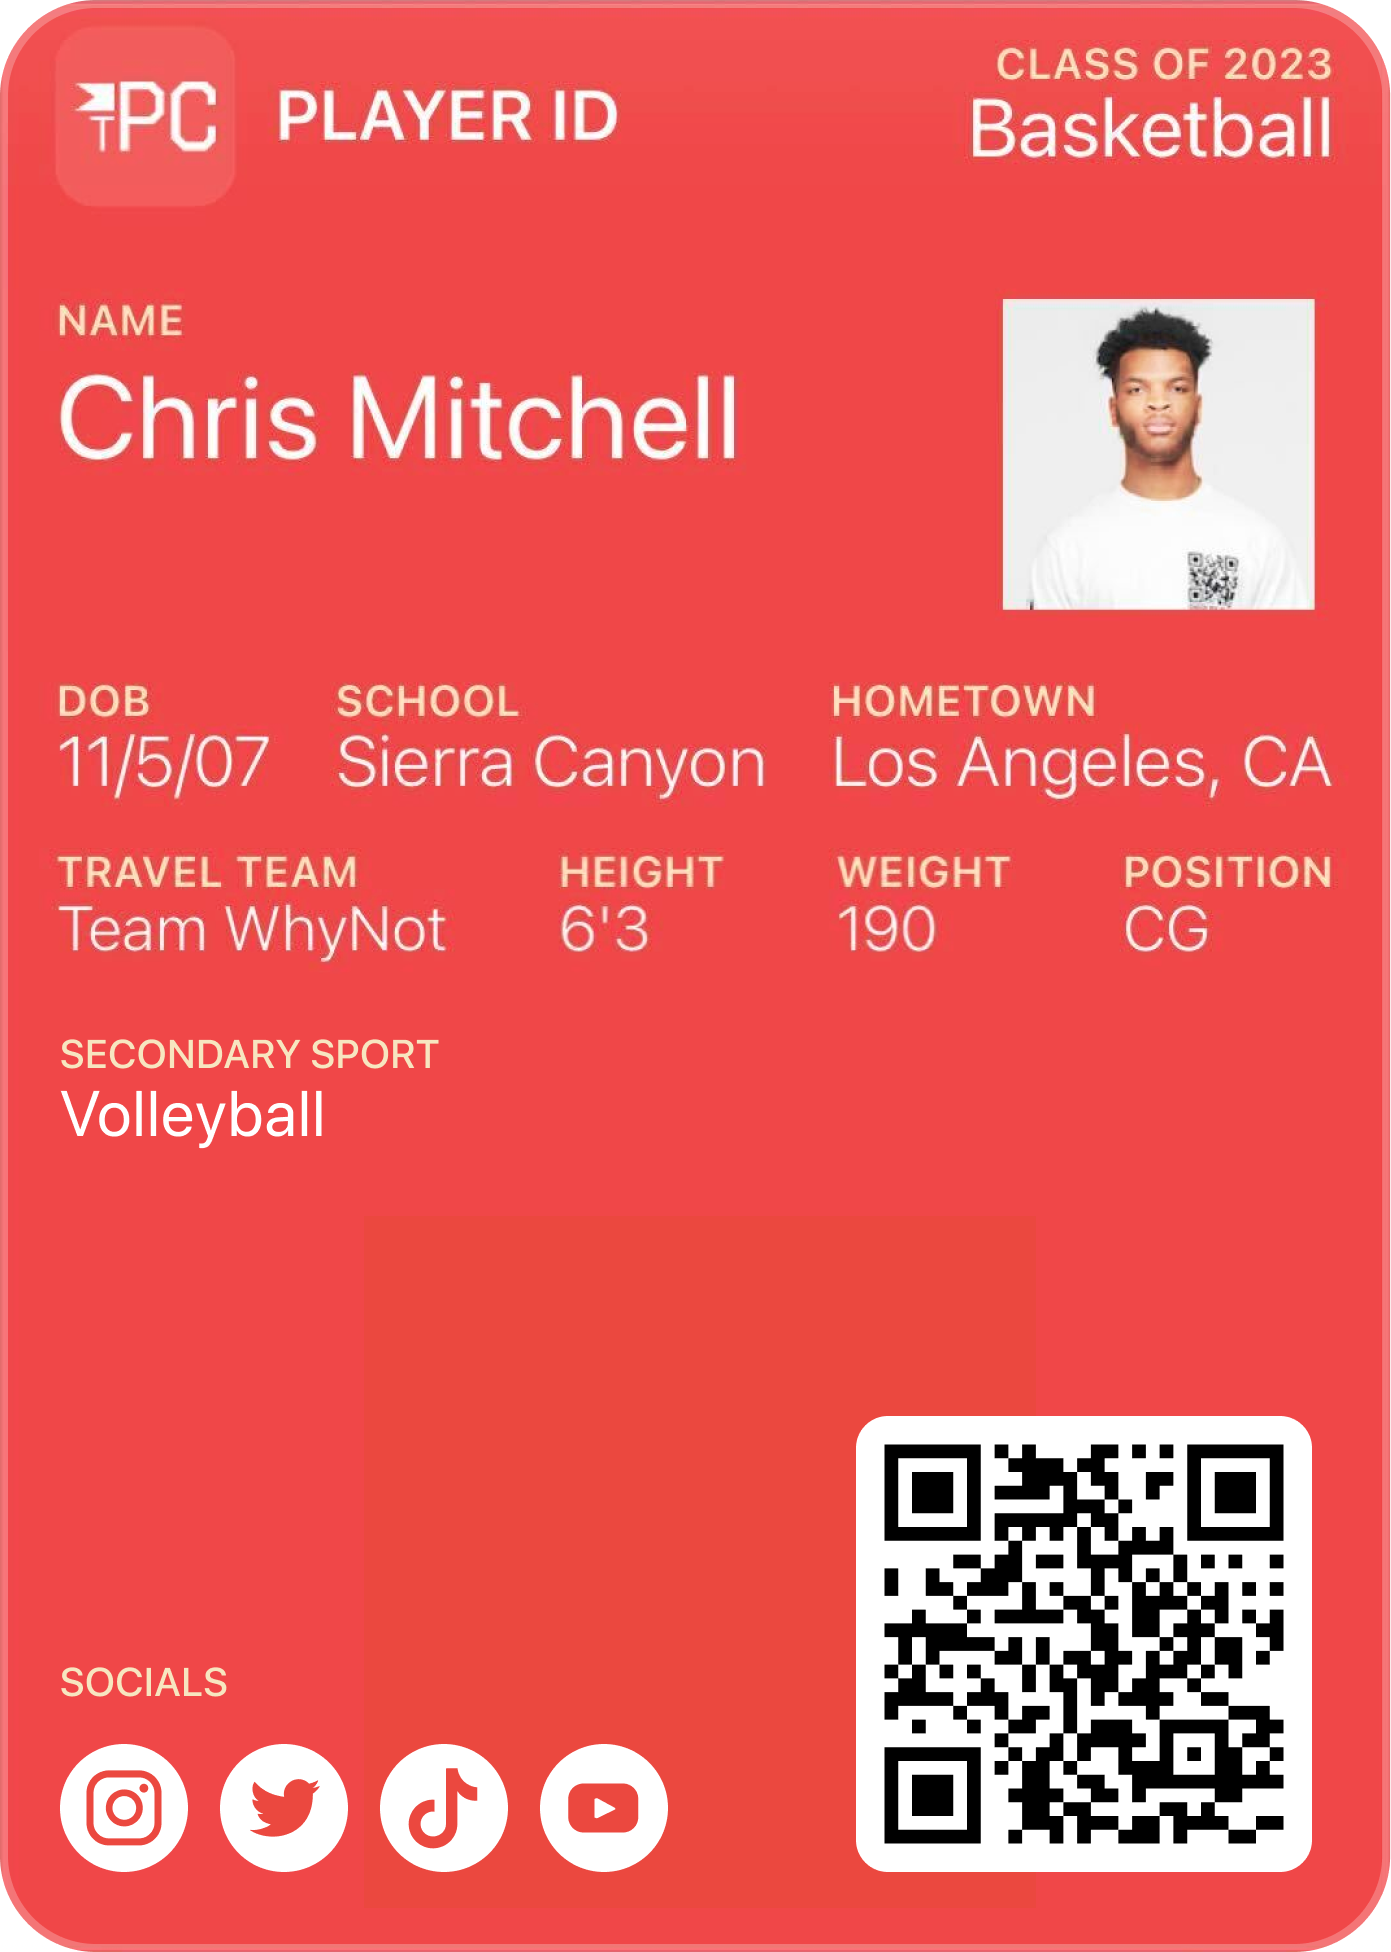 TPC
PLAYER ID
CLASS OF 2023
Basketball
NAME
Chris Mitchell
DOB
11/5/07
SCHOOL
Sierra Canyon
HOMETOWN
Los Angeles, CA
TRAVEL TEAM
Team WhyNot
HEIGHT
6'3
WEIGHT
190
POSITION
CG
SECONDARY SPORT
Volleyball
SOCIALS